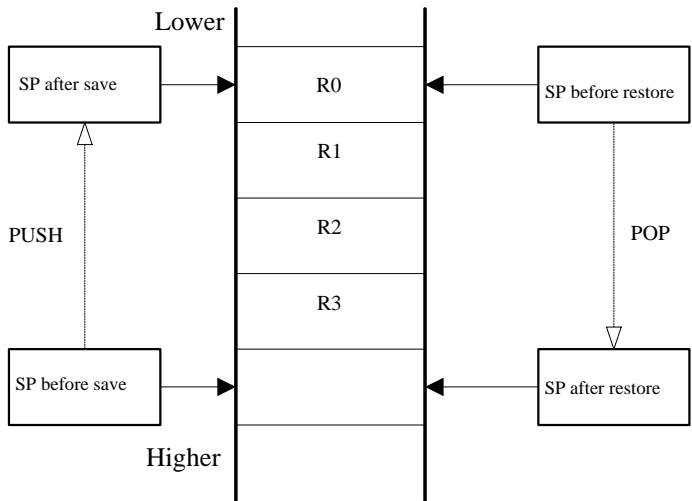 Lower
SP after save
R0
SP before restore
R1
PUSH
R2
POP
R3
SP before save
SP after restore
Higher